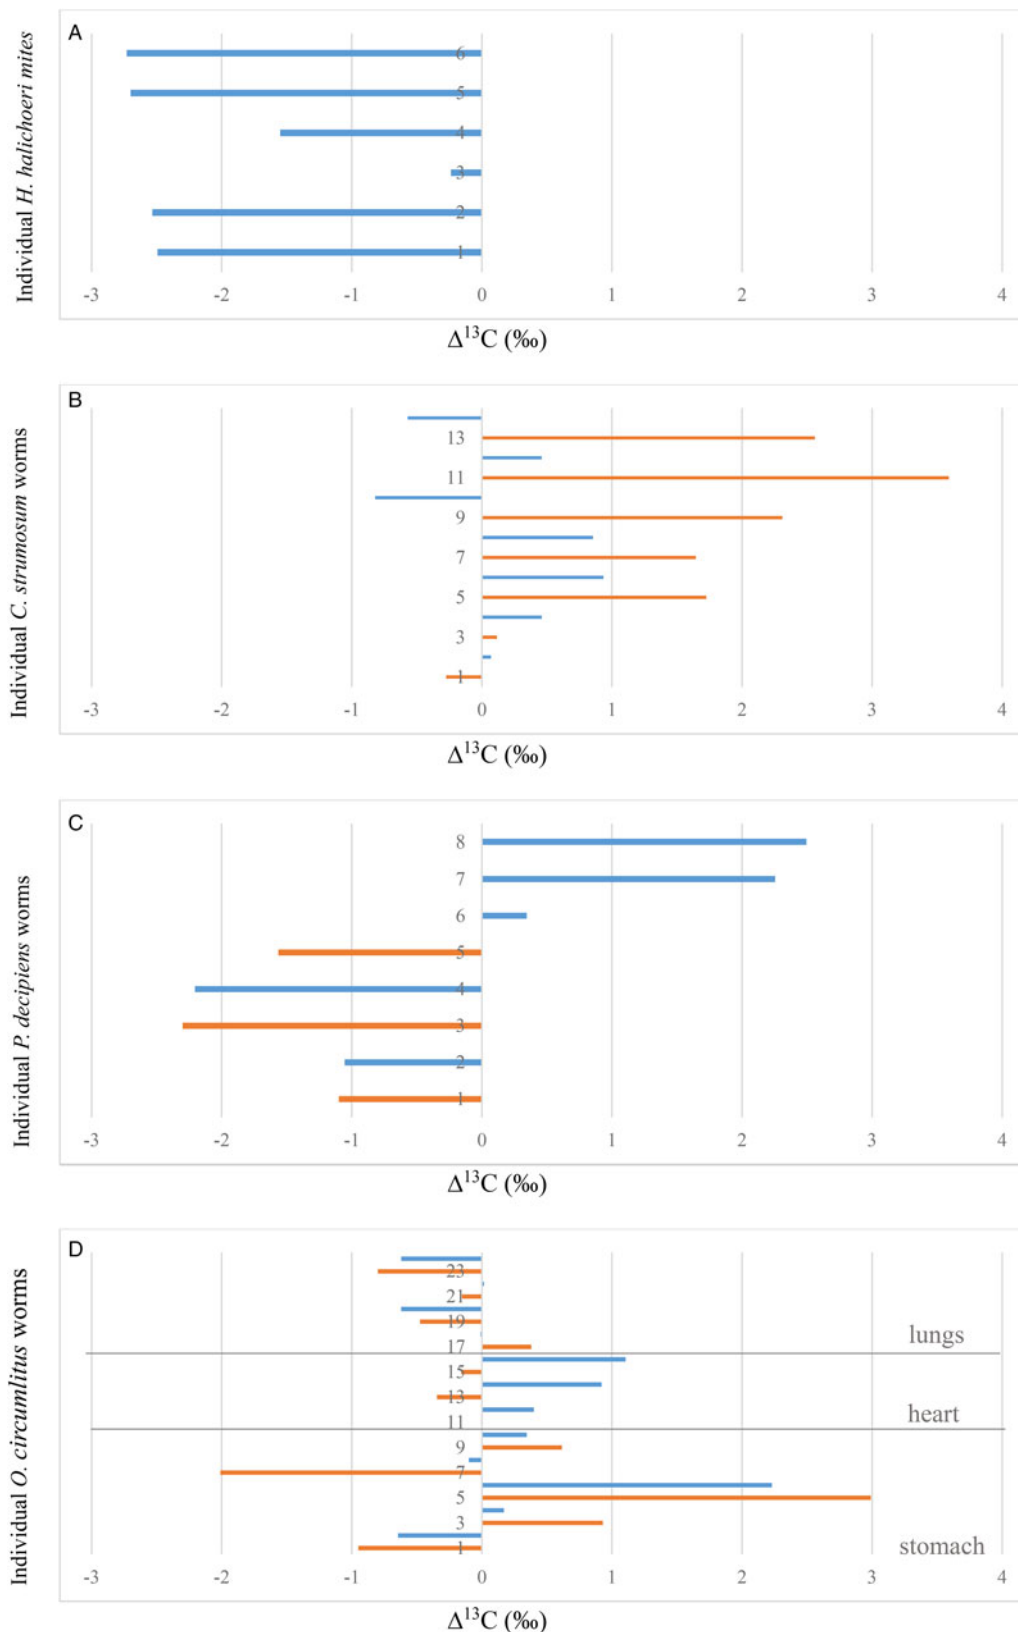 A
Individual H. halichoeri mites
6
5
4
3
2
1
-3 -2 -1 0 1 2 3 4
Δ¹³C (‰)
B
Individual C. strumosum worms
13
11
9
7
5
3
1
-3 -2 -1 0 1 2 3 4
Δ¹³C (‰)
C
Individual P. decipiens worms
8
7
6
5
4
3
2
1
-3 -2 -1 0 1 2 3 4
Δ¹³C (‰)
D
Individual O. circumlitus worms
23
21
19
17
lungs
15
13
11
heart
9
7
5
3
1
stomach
-3 -2 -1 0 1 2 3 4
Δ¹³C (‰)